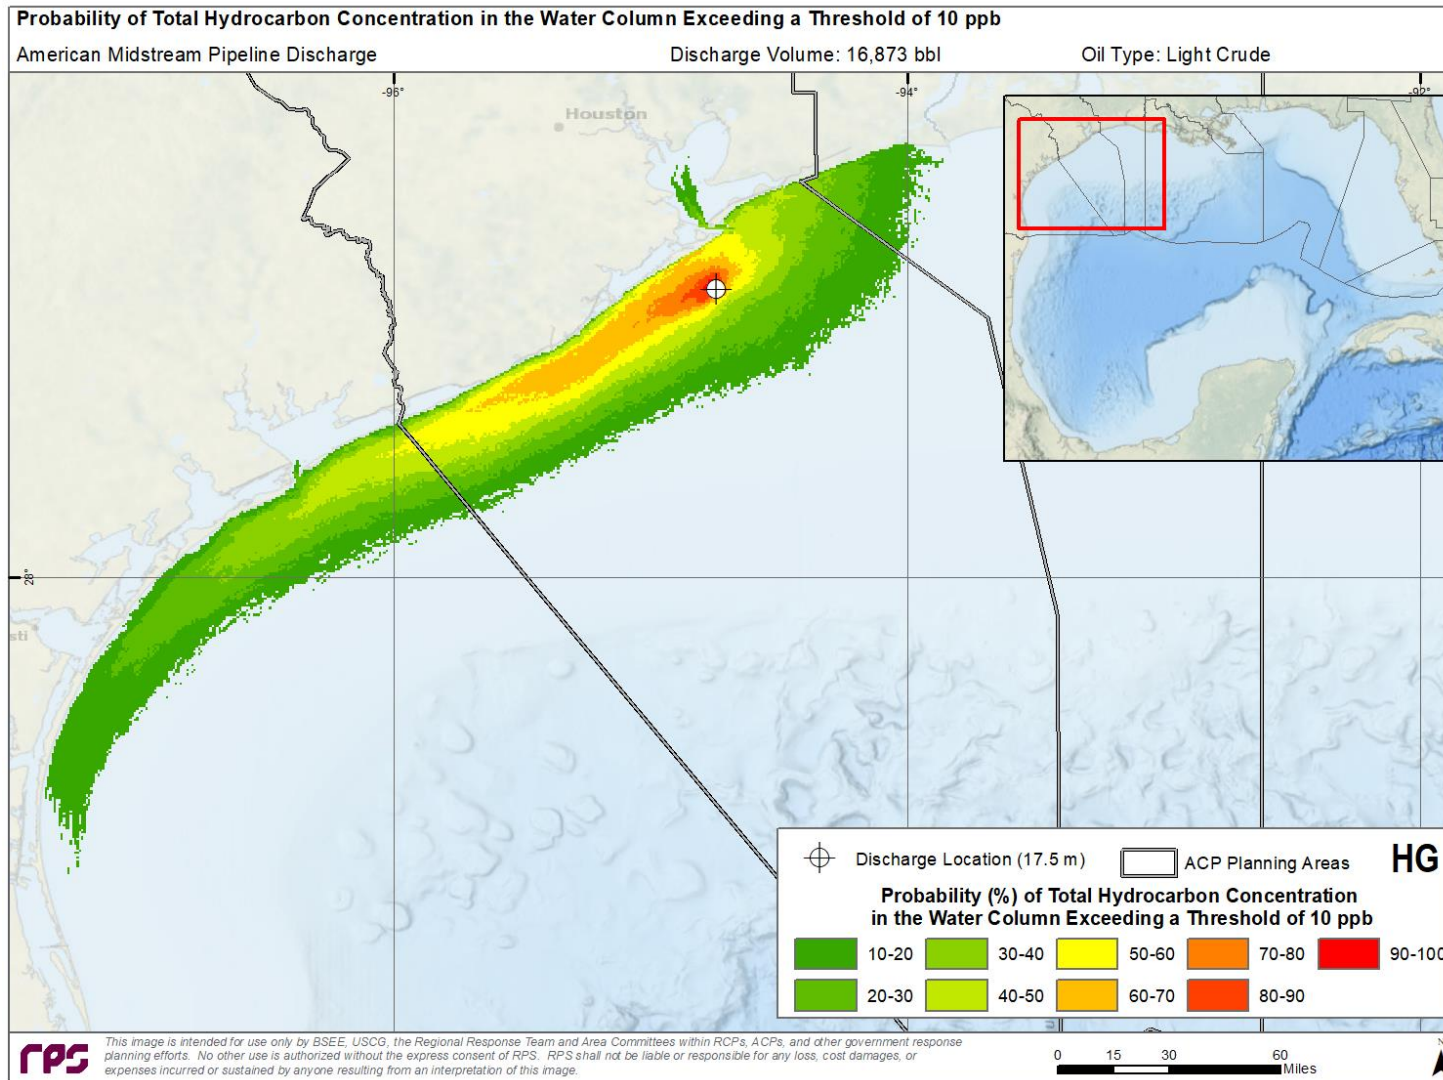 Probability of Total Hydrocarbon Concentration in the Water Column Exceeding a Threshold of 10 ppb
American Midstream Pipeline Discharge Discharge Volume: 16,873 bbl Oil Type: Light Crude
-96° -94° -92°
Houston
28°
sti
Discharge Location (17.5 m) ACP Planning Areas HG
Probability (%) of Total Hydrocarbon Concentration
in the Water Column Exceeding a Threshold of 10 ppb
10-20 30-40 50-60 70-80 90-100
20-30 40-50 60-70 80-90
rps
This image is intended for use only by BSEE, USCG, the Regional Response Team and Area Committees within RCPs, ACPs, and other government response
planning efforts. No other use is authorized without the express consent of RPS. RPS shall not be liable or responsible for any loss, cost damages, or
expenses incurred or sustained by anyone resulting from an interpretation of this image.
0 15 30 60
Miles
N